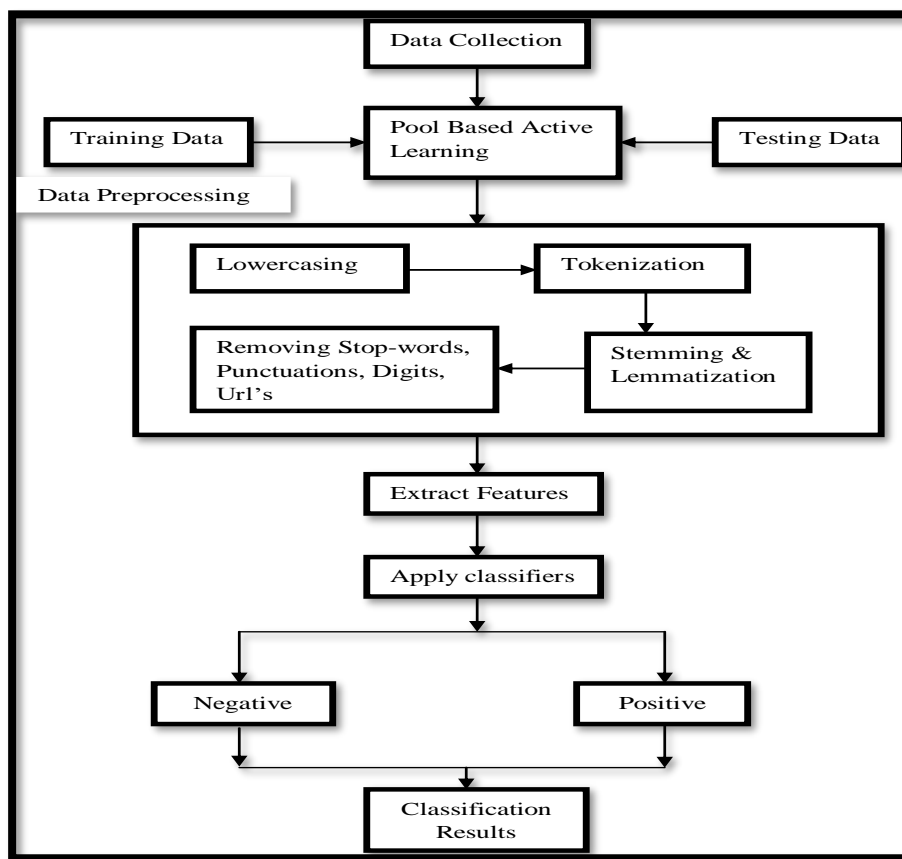 Data Collection
Training Data
Pool Based Active
Learning
Testing Data
Data Preprocessing
Lowercasing
Tokenization
Removing Stop-words,
Punctuations, Digits,
Url's
Stemming &
Lemmatization
Extract Features
Apply classifiers
Negative
Positive
Classification
Results